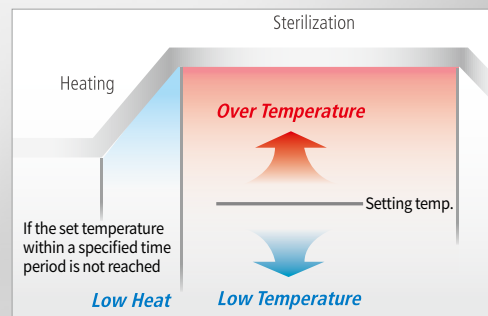 Sterilization
Heating
Over Temperature
Setting temp.
If the set temperature
within a specified time
period is not reached
Low Heat
Low Temperature